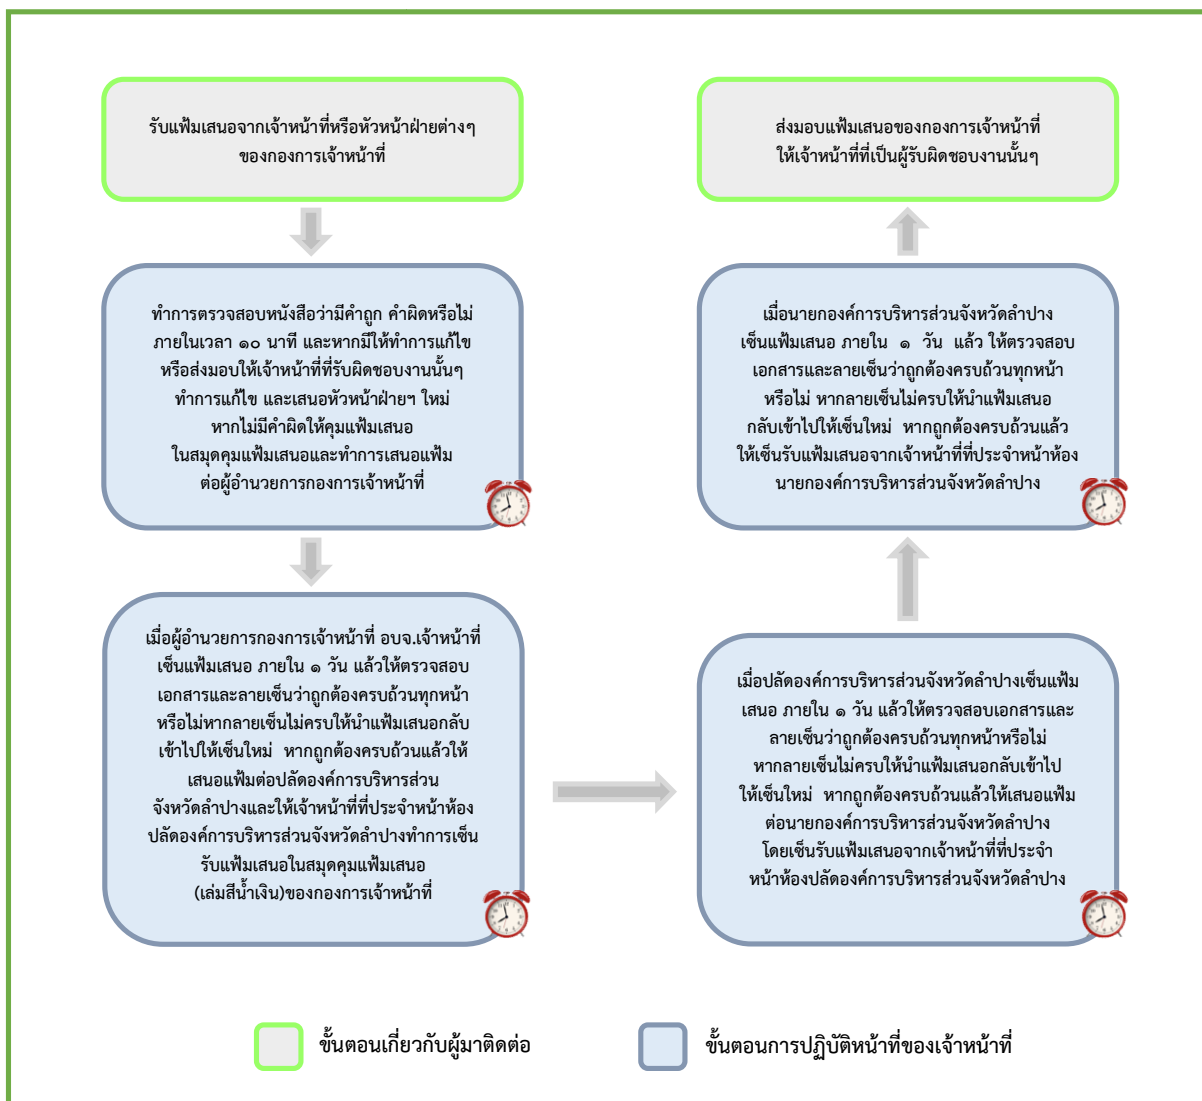 รับแฟ้มเสนอจากเจ้าหน้าที่หรือหัวหน้าฝ่ายต่างๆ
ของกองการเจ้าหน้าที่
ทำการตรวจสอบหนังสือว่ามีคำถูก คำผิดหรือไม่
ภายในเวลา ๑๐ นาที และหากมีให้ทำการแก้ไข
หรือส่งมอบให้เจ้าหน้าที่ที่รับผิดชอบงานนั้นๆ
ทำการแก้ไข และเสนอหัวหน้าฝ่ายฯ ใหม่
หากไม่มีคำผิดให้คุมแฟ้มเสนอ
ในสมุดคุมแฟ้มเสนอและทำการเสนอแฟ้ม
ต่อผู้อำนวยการกองการเจ้าหน้าที่
เมื่อผู้อำนวยการกองการเจ้าหน้าที่ อบจ.เจ้าหน้าที่
เซ็นแฟ้มเสนอ ภายใน ๑ วัน แล้วให้ตรวจสอบ
เอกสารและลายเซ็นว่าถูกต้องครบถ้วนทุกหน้า
หรือไม่หากลายเซ็นไม่ครบให้นำแฟ้มเสนอกลับ
เข้าไปให้เซ็นใหม่ หากถูกต้องครบถ้วนแล้วให้
เสนอแฟ้มต่อปลัดองค์การบริหารส่วน
จังหวัดลำปางและให้เจ้าหน้าที่ที่ประจำหน้าห้อง
ปลัดองค์การบริหารส่วนจังหวัดลำปางทำการเซ็น
รับแฟ้มเสนอในสมุดคุมแฟ้มเสนอ
(เล่มสีน้ำเงิน)ของกองการเจ้าหน้าที่
เมื่อปลัดองค์การบริหารส่วนจังหวัดลำปางเซ็นแฟ้ม
เสนอ ภายใน ๑ วัน แล้วให้ตรวจสอบเอกสารและ
ลายเซ็นว่าถูกต้องครบถ้วนทุกหน้าหรือไม่
หากลายเซ็นไม่ครบให้นำแฟ้มเสนอกลับเข้าไป
ให้เซ็นใหม่ หากถูกต้องครบถ้วนแล้วให้เสนอแฟ้ม
ต่อนายกองค์การบริหารส่วนจังหวัดลำปาง
โดยเซ็นรับแฟ้มเสนอจากเจ้าหน้าที่ที่ประจำ
หน้าห้องปลัดองค์การบริหารส่วนจังหวัดลำปาง
เมื่อนายกองค์การบริหารส่วนจังหวัดลำปาง
เซ็นแฟ้มเสนอ ภายใน ๑ วัน แล้ว ให้ตรวจสอบ
เอกสารและลายเซ็นว่าถูกต้องครบถ้วนทุกหน้า
หรือไม่ หากลายเซ็นไม่ครบให้นำแฟ้มเสนอ
กลับเข้าไปให้เซ็นใหม่ หากถูกต้องครบถ้วนแล้ว
ให้เซ็นรับแฟ้มเสนอจากเจ้าหน้าที่ที่ประจำหน้าห้อง
นายกองค์การบริหารส่วนจังหวัดลำปาง
ส่งมอบแฟ้มเสนอของกองการเจ้าหน้าที่
ให้เจ้าหน้าที่ที่เป็นผู้รับผิดชอบงานนั้นๆ
ขั้นตอนเกี่ยวกับผู้มาติดต่อ
ขั้นตอนการปฏิบัติหน้าที่ของเจ้าหน้าที่